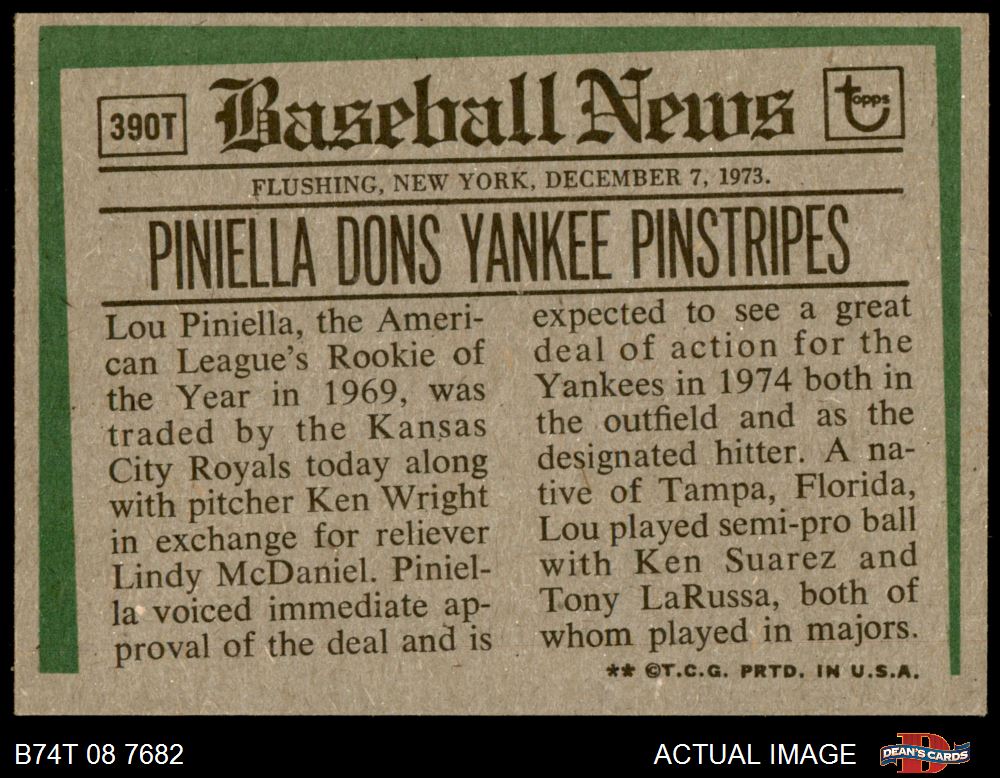 390T
Baseball News
topps
FLUSHING, NEW YORK, DECEMBER 7, 1973.
PINIELLA DONS YANKEE PINSTRIPES
Lou Piniella, the Ameri-
can League's Rookie of
the Year in 1969, was
traded by the Kansas
City Royals today along
with pitcher Ken Wright
in exchange for reliever
Lindy McDaniel. Piniel-
la voiced immediate ap-
proval of the deal and is
expected to see a great
deal of action for the
Yankees in 1974 both in
the outfield and as the
designated hitter. A na-
tive of Tampa, Florida,
Lou played semi-pro ball
with Ken Suarez and
Tony LaRussa, both of
whom played in majors.
** ©T.C.G. PRTD. IN U.S.A.
B74T 08 7682
ACTUAL IMAGE
DEAN'S CARDS